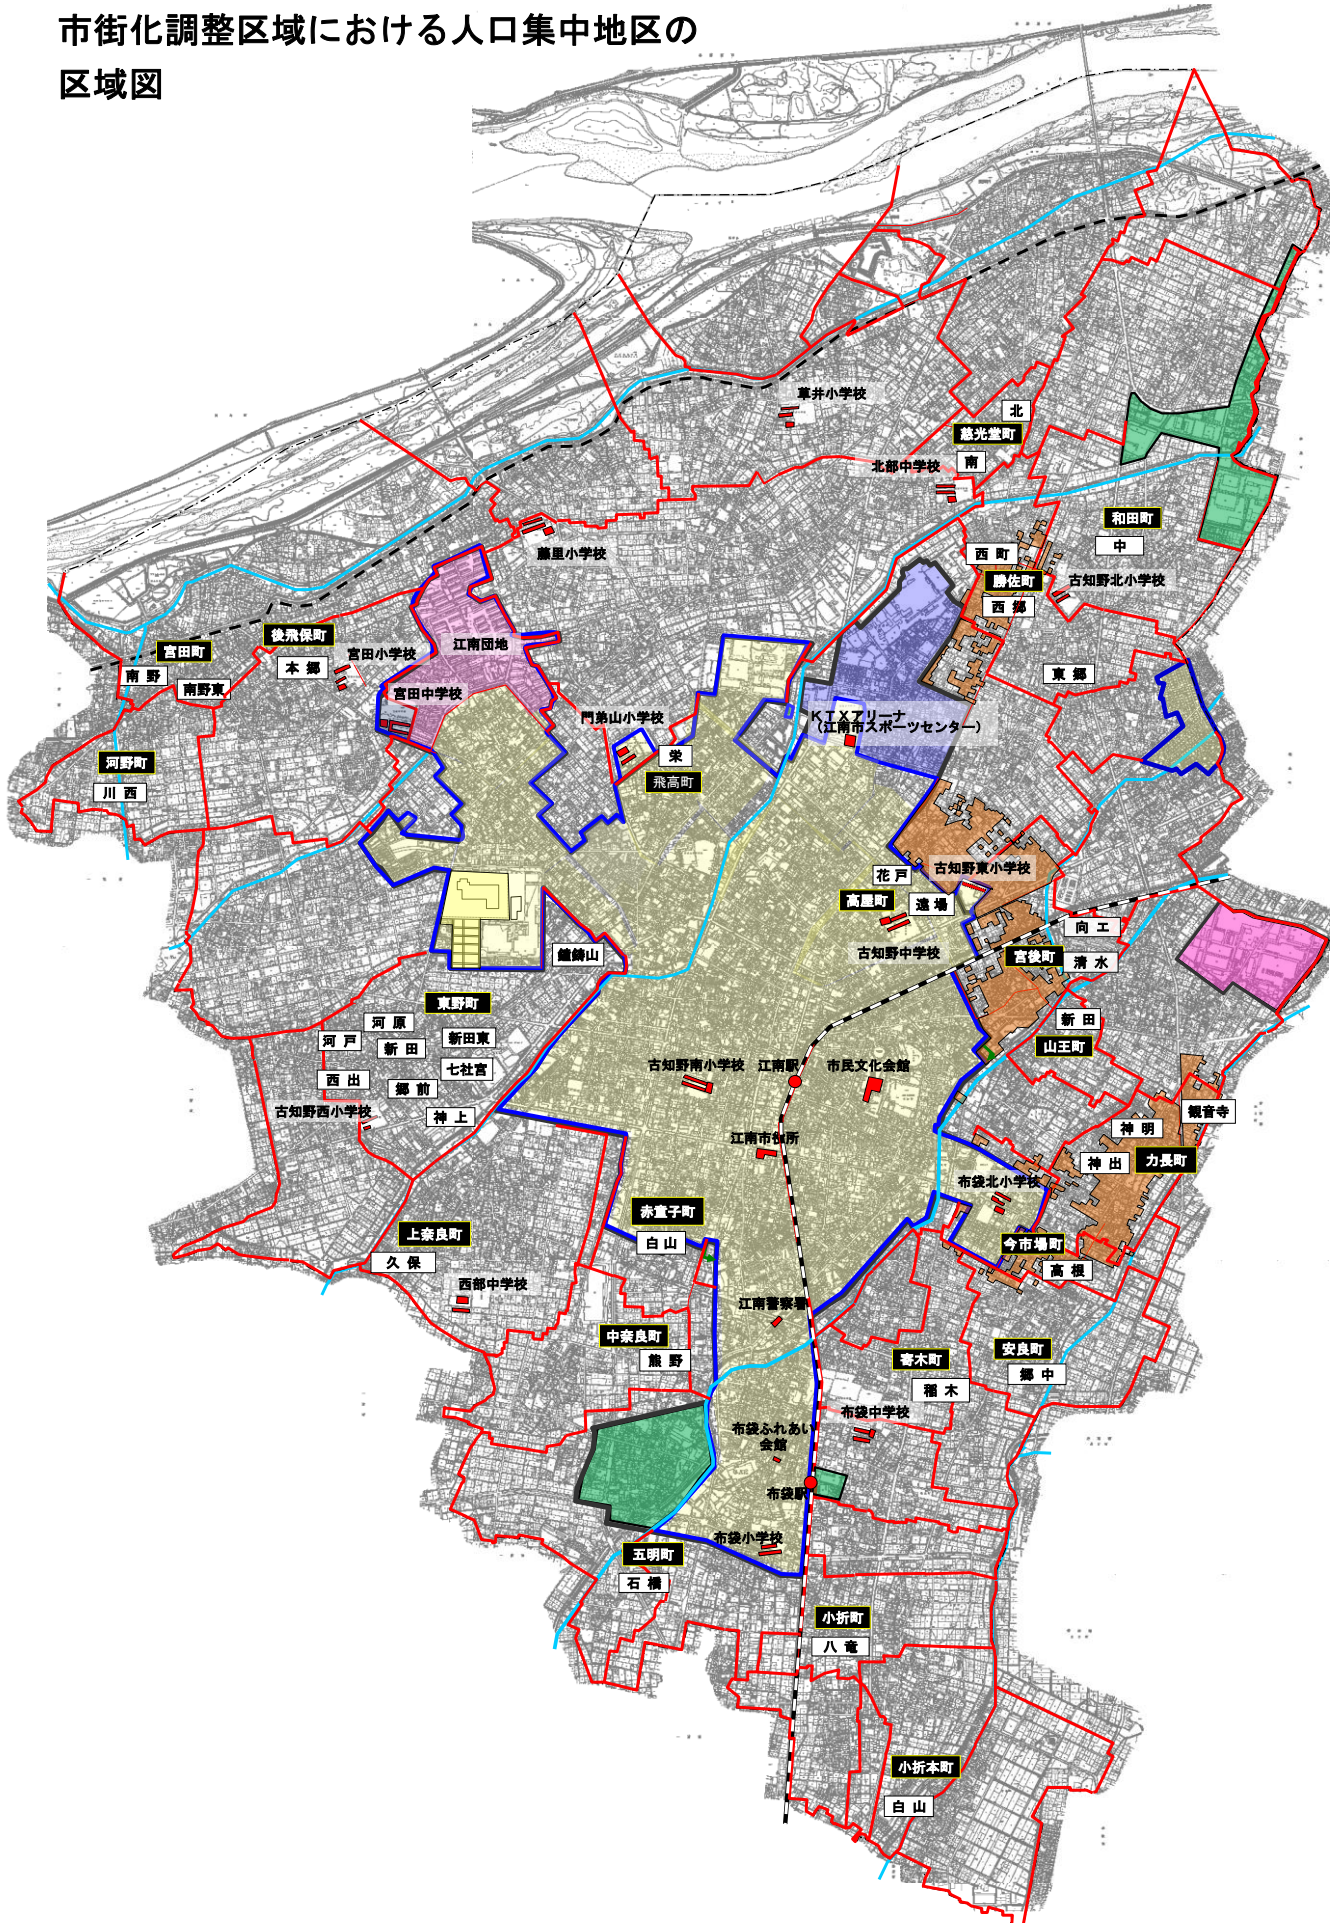 市街化調整区域における人口集中地区の
区域図
草井小学校
北
慈光堂町
北部中学校
南
和田町
中
藤里小学校
西町
勝佐町
古知野北小学校
西郷
後飛保町
宮田町
本郷
宮田小学校
江南団地
南野
南野東
東郷
宮田中学校
門弟山小学校
KTXアリーナ
(江南市スポーツセンター)
栄
飛高町
河野町
川西
古知野東小学校
花戸
高屋町
遠場
向エ
古知野中学校
鐘鋳山
宮後町
清水
東野町
河原
新田
河戸
新田
新田東
山王町
古知野南小学校
江南駅
市民文化会館
西出
郷前
七社宮
古知野西小学校
神上
観音寺
神明
江南市役所
神出
力長町
布袋北小学校
赤童子町
上奈良町
白山
今市場町
久保
高根
西部中学校
江南警察署
中奈良町
熊野
寄木町
安良町
稲木
郷中
布袋中学校
布袋ふれあい
会館
布袋駅
布袋小学校
五明町
石橋
小折町
八竜
小折本町
白山